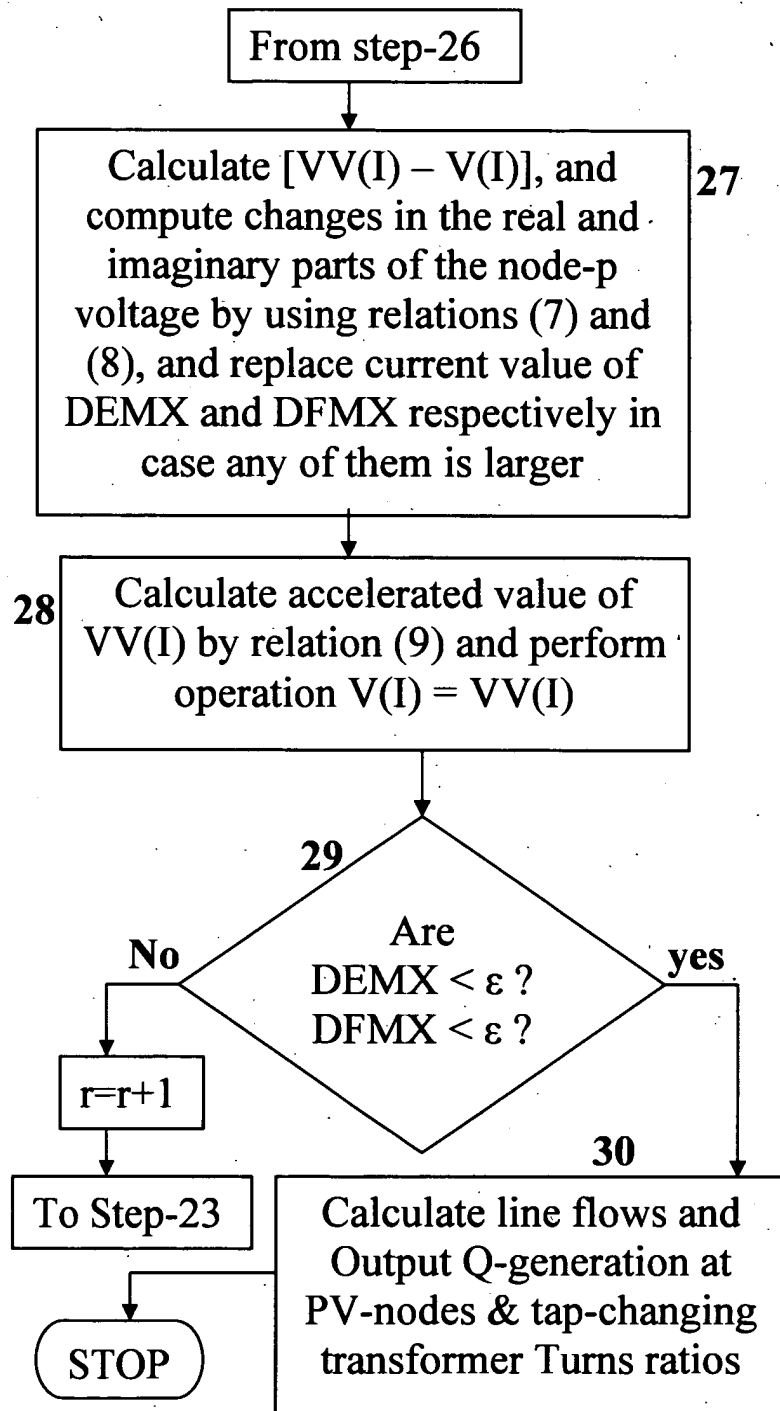 From step-26
Calculate [VV(I) – V(I)], and
27
compute changes in the real and
imaginary parts of the node-p
voltage by using relations (7) and
(8), and replace current value of
DEMX and DFMX respectively in
case any of them is larger
28
Calculate accelerated value of
VV(I) by relation (9) and perform
operation V(I) = VV(I)
29
Are
DEMX < ε ?
DFMX < ε ?
No
yes
r=r+1
To Step-23
30
Calculate line flows and
Output Q-generation at
PV-nodes & tap-changing
transformer Turns ratios
STOP